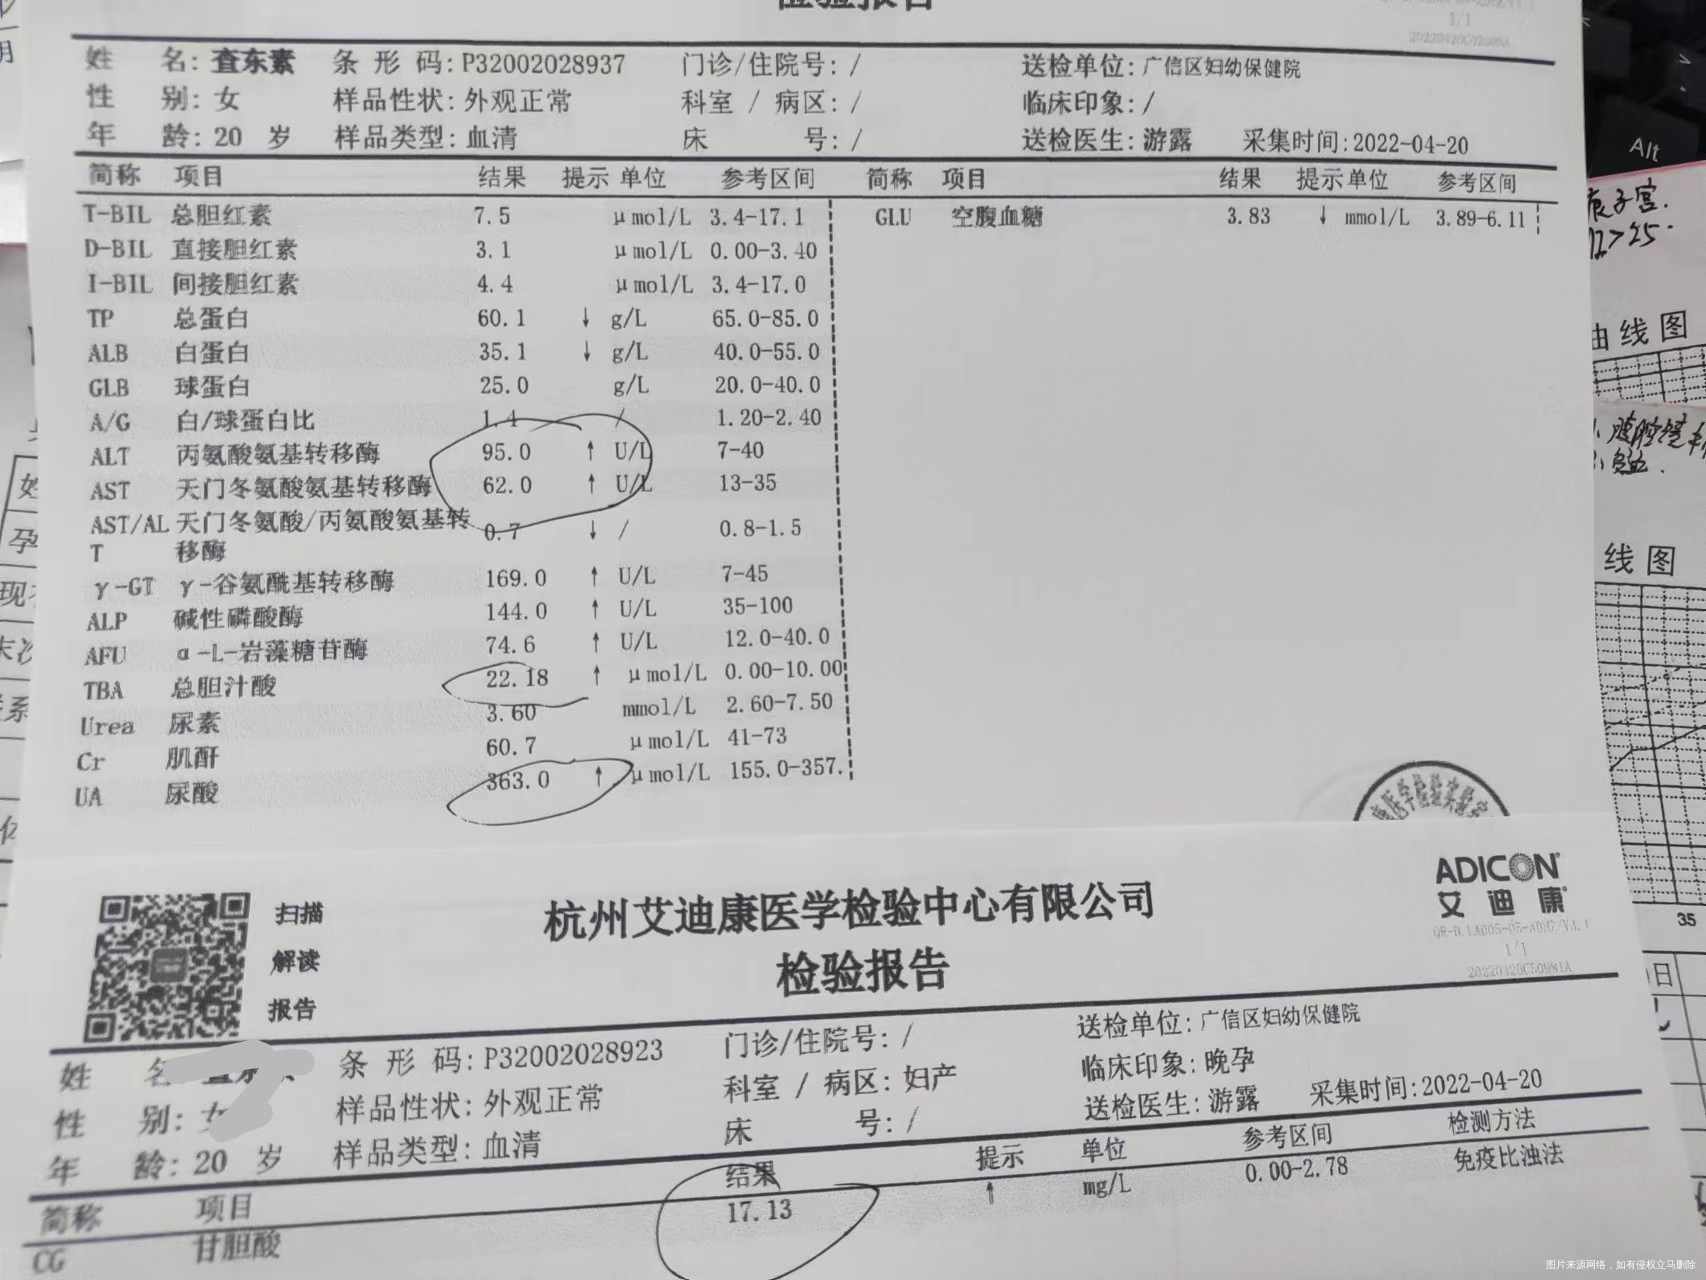 检验报告
1/1
姓 名: 查东素 条 形 码: P32002028937 门诊/住院号: / 送检单位: 广信区妇幼保健院
性 别: 女 样品性状: 外观正常 科室 / 病区: / 临床印象: /
年 龄: 20 岁 样品类型: 血清 床 号: / 送检医生: 游露 采集时间: 2022-04-20
简称 项目 结果 提示 单位 参考区间 简称 项目 结果 提示 单位 参考区间
T-BIL 总胆红素 7.5 μmol/L 3.4-17.1 GLU 空腹血糖 3.83 ↓ mmol/L 3.89-6.11
D-BIL 直接胆红素 3.1 μmol/L 0.00-3.40
I-BIL 间接胆红素 4.4 μmol/L 3.4-17.0
TP 总蛋白 60.1 ↓ g/L 65.0-85.0
ALB 白蛋白 35.1 ↓ g/L 40.0-55.0
GLB 球蛋白 25.0 g/L 20.0-40.0
A/G 白/球蛋白比 1.4 / 1.20-2.40
ALT 丙氨酸氨基转移酶 95.0 ↑ U/L 7-40
AST 天门冬氨酸氨基转移酶 62.0 ↑ U/L 13-35
AST/AL 天门冬氨酸/丙氨酸氨基转 0.7 ↓ / 0.8-1.5
T 移酶
γ-GT γ-谷氨酰基转移酶 169.0 ↑ U/L 7-45
ALP 碱性磷酸酶 144.0 ↑ U/L 35-100
AFU α-L-岩藻糖苷酶 74.6 ↑ U/L 12.0-40.0
TBA 总胆汁酸 22.18 ↑ μmol/L 0.00-10.00
Urea 尿素 3.60 mmol/L 2.60-7.50
Cr 肌酐 60.7 μmol/L 41-73
UA 尿酸 363.0 ↑ μmol/L 155.0-357.
扫描
解读
报告
杭州艾迪康医学检验中心有限公司
检验报告
ADICON
艾迪康
1/1
姓 条 形 码: P32002028923 门诊/住院号: / 送检单位: 广信区妇幼保健院
性 别: 女 样品性状: 外观正常 科室 / 病区: 妇产 临床印象: 晚孕
年 龄: 20 岁 样品类型: 血清 床 号: / 送检医生: 游露 采集时间: 2022-04-20
简称 项目 结果 提示 单位 参考区间 检测方法
CG 甘胆酸 17.13 ↑ mg/L 0.00-2.78 免疫比浊法
Alt
线图
线图
35
日
图片来源网络，如有侵权立马删除